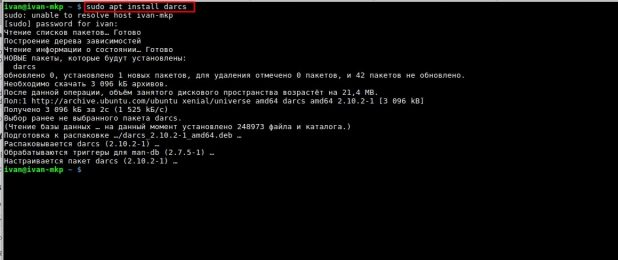 ivan@ivan-mkp ~ $ sudo apt install darcs
sudo: unable to resolve host ivan-mkp
[sudo] password for ivan:
Чтение списков пакетов… Готово
Построение дерева зависимостей
Чтение информации о состоянии… Готово
НОВЫЕ пакеты, которые будут установлены:
darcs
обновлено 0, установлено 1 новых пакетов, для удаления отмечено 0 пакетов, и 42 пакетов не обновлено.
Необходимо скачать 3 096 kБ архивов.
После данной операции, объём занятого дискового пространства возрастёт на 21,4 MB.
Пол:1 http://archive.ubuntu.com/ubuntu xenial/universe amd64 darcs amd64 2.10.2-1 [3 096 kB]
Получено 3 096 kБ за 2с (1 525 kБ/c)
Выбор ранее не выбранного пакета darcs.
(Чтение базы данных … на данный момент установлено 248973 файла и каталога.)
Подготовка к распаковке …/darcs_2.10.2-1_amd64.deb …
Распаковывается darcs (2.10.2-1) …
Обрабатываются триггеры для man-db (2.7.5-1) …
Настраивается пакет darcs (2.10.2-1) …
ivan@ivan-mkp ~ $